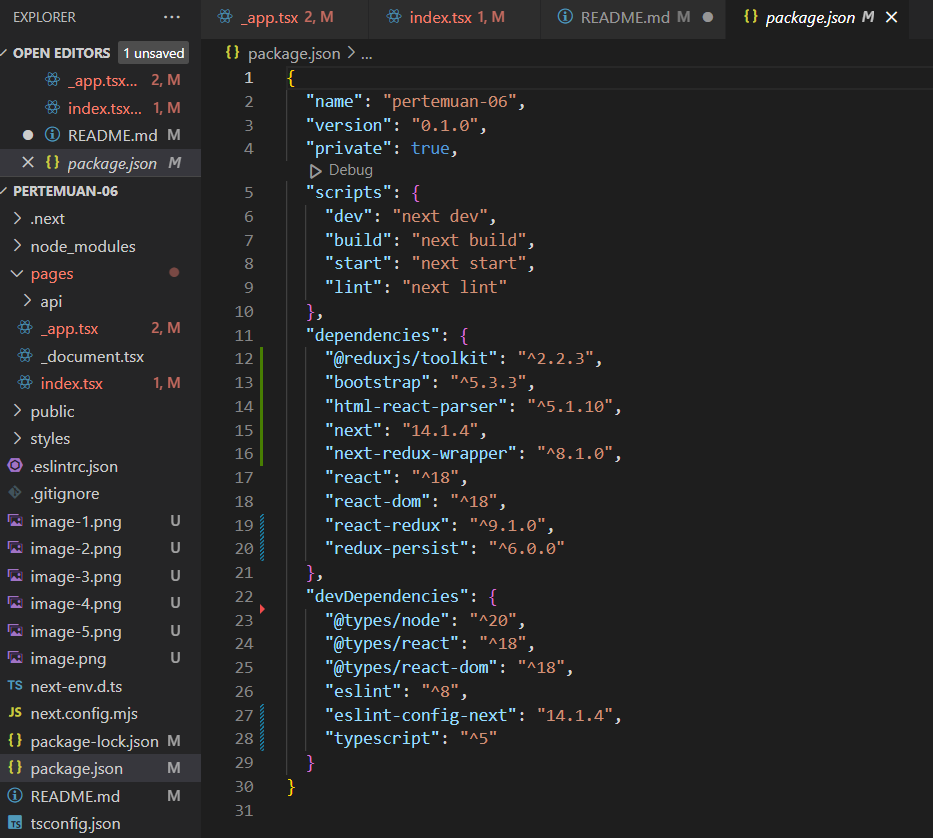 EXPLORER ...
OPEN EDITORS 1 unsaved
_app.tsx... 2, M
index.tsx... 1, M
README.md M
package.json M
PERTEMUAN-06
.next
node_modules
pages
api
_app.tsx 2, M
_document.tsx
index.tsx 1, M
public
styles
.eslintrc.json
.gitignore
image-1.png U
image-2.png U
image-3.png U
image-4.png U
image-5.png U
image.png U
TS next-env.d.ts
JS next.config.mjs
{} package-lock.json M
{} package.json M
README.md M
TS tsconfig.json
_app.tsx 2, M index.tsx 1, M README.md M {} package.json M
{} package.json > ...
1 {
2 "name": "pertemuan-06",
3 "version": "0.1.0",
4 "private": true,
Debug
5 "scripts": {
6 "dev": "next dev",
7 "build": "next build",
8 "start": "next start",
9 "lint": "next lint"
10 },
11 "dependencies": {
12 "@reduxjs/toolkit": "^2.2.3",
13 "bootstrap": "^5.3.3",
14 "html-react-parser": "^5.1.10",
15 "next": "14.1.4",
16 "next-redux-wrapper": "^8.1.0",
17 "react": "^18",
18 "react-dom": "^18",
19 "react-redux": "^9.1.0",
20 "redux-persist": "^6.0.0"
21 },
22 "devDependencies": {
23 "@types/node": "^20",
24 "@types/react": "^18",
25 "@types/react-dom": "^18",
26 "eslint": "^8",
27 "eslint-config-next": "14.1.4",
28 "typescript": "^5"
29 }
30 }
31